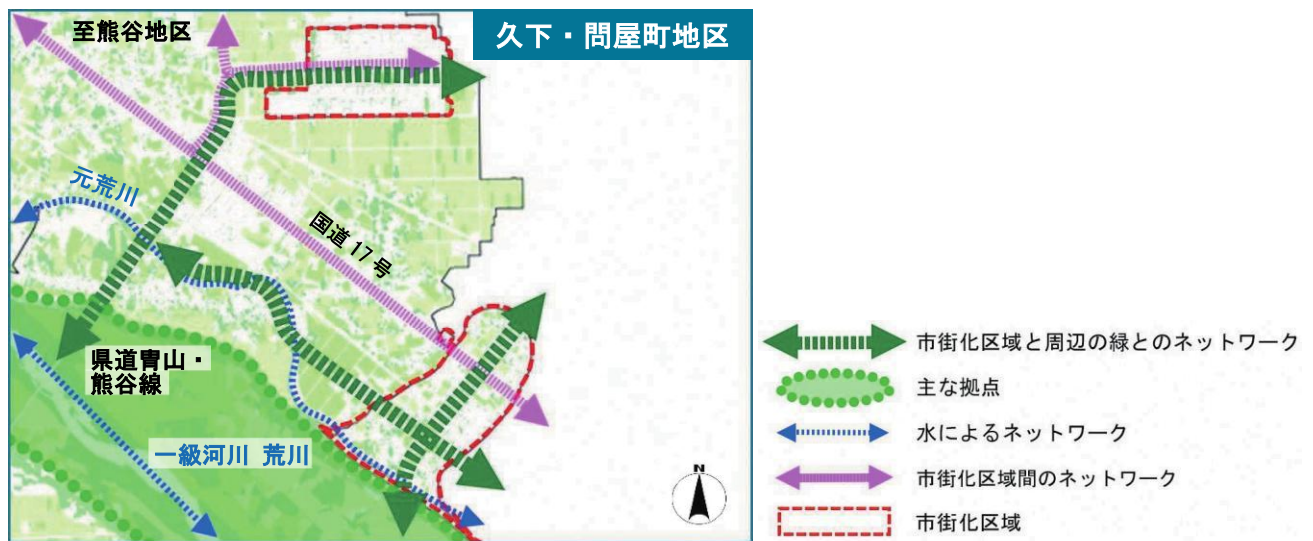 至熊谷地区
久下・問屋町地区
元荒川
国道17号
県道冑山・
熊谷線
一級河川 荒川
N
市街化区域と周辺の緑とのネットワーク
主な拠点
水によるネットワーク
市街化区域間のネットワーク
市街化区域